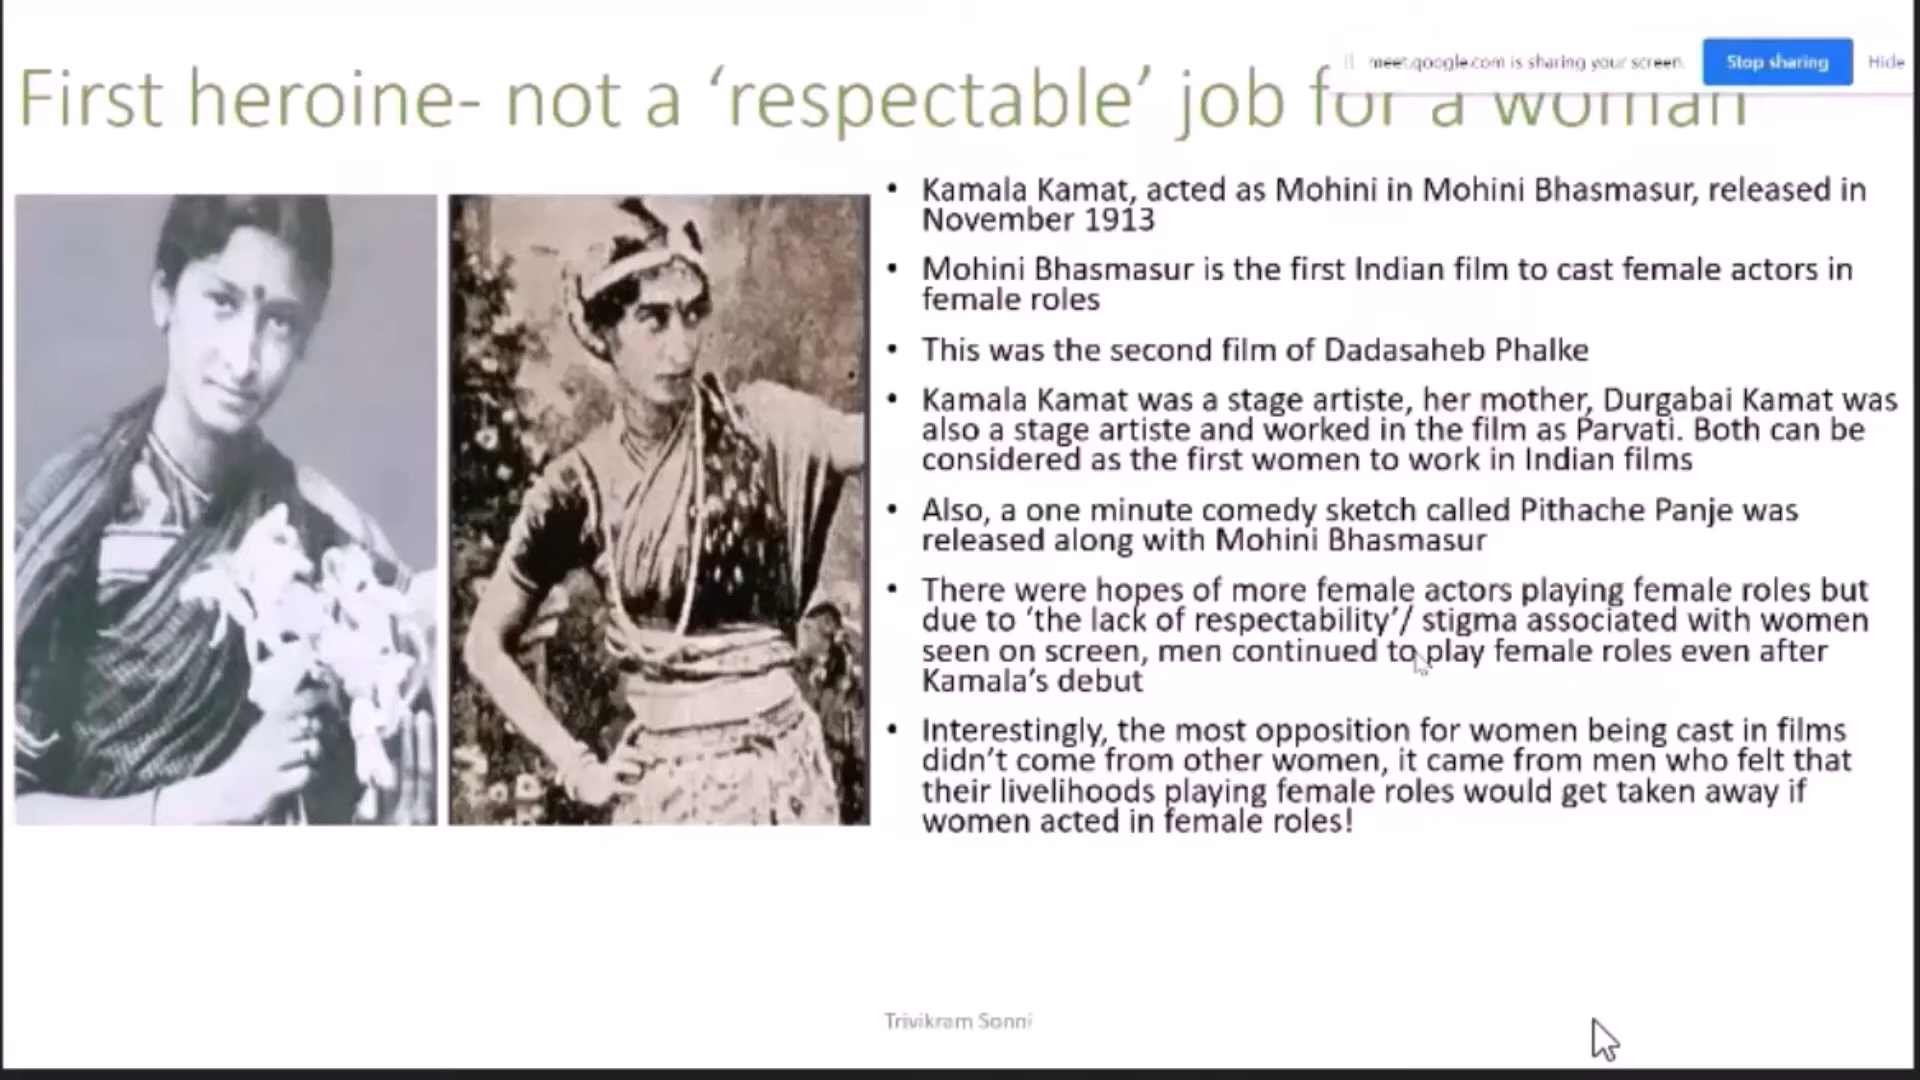 meet.google.com is sharing your screen.
Stop sharing
Hide
First heroine- not a ‘respectable’ job for a woman
• Kamala Kamat, acted as Mohini in Mohini Bhasmasur, released in
November 1913
• Mohini Bhasmasur is the first Indian film to cast female actors in
female roles
• This was the second film of Dadasaheb Phalke
• Kamala Kamat was a stage artiste, her mother, Durgabai Kamat was
also a stage artiste and worked in the film as Parvati. Both can be
considered as the first women to work in Indian films
• Also, a one minute comedy sketch called Pithache Panje was
released along with Mohini Bhasmasur
• There were hopes of more female actors playing female roles but
due to ‘the lack of respectability’/ stigma associated with women
seen on screen, men continued to play female roles even after
Kamala’s debut
• Interestingly, the most opposition for women being cast in films
didn’t come from other women, it came from men who felt that
their livelihoods playing female roles would get taken away if
women acted in female roles!
Trivikram Sonni